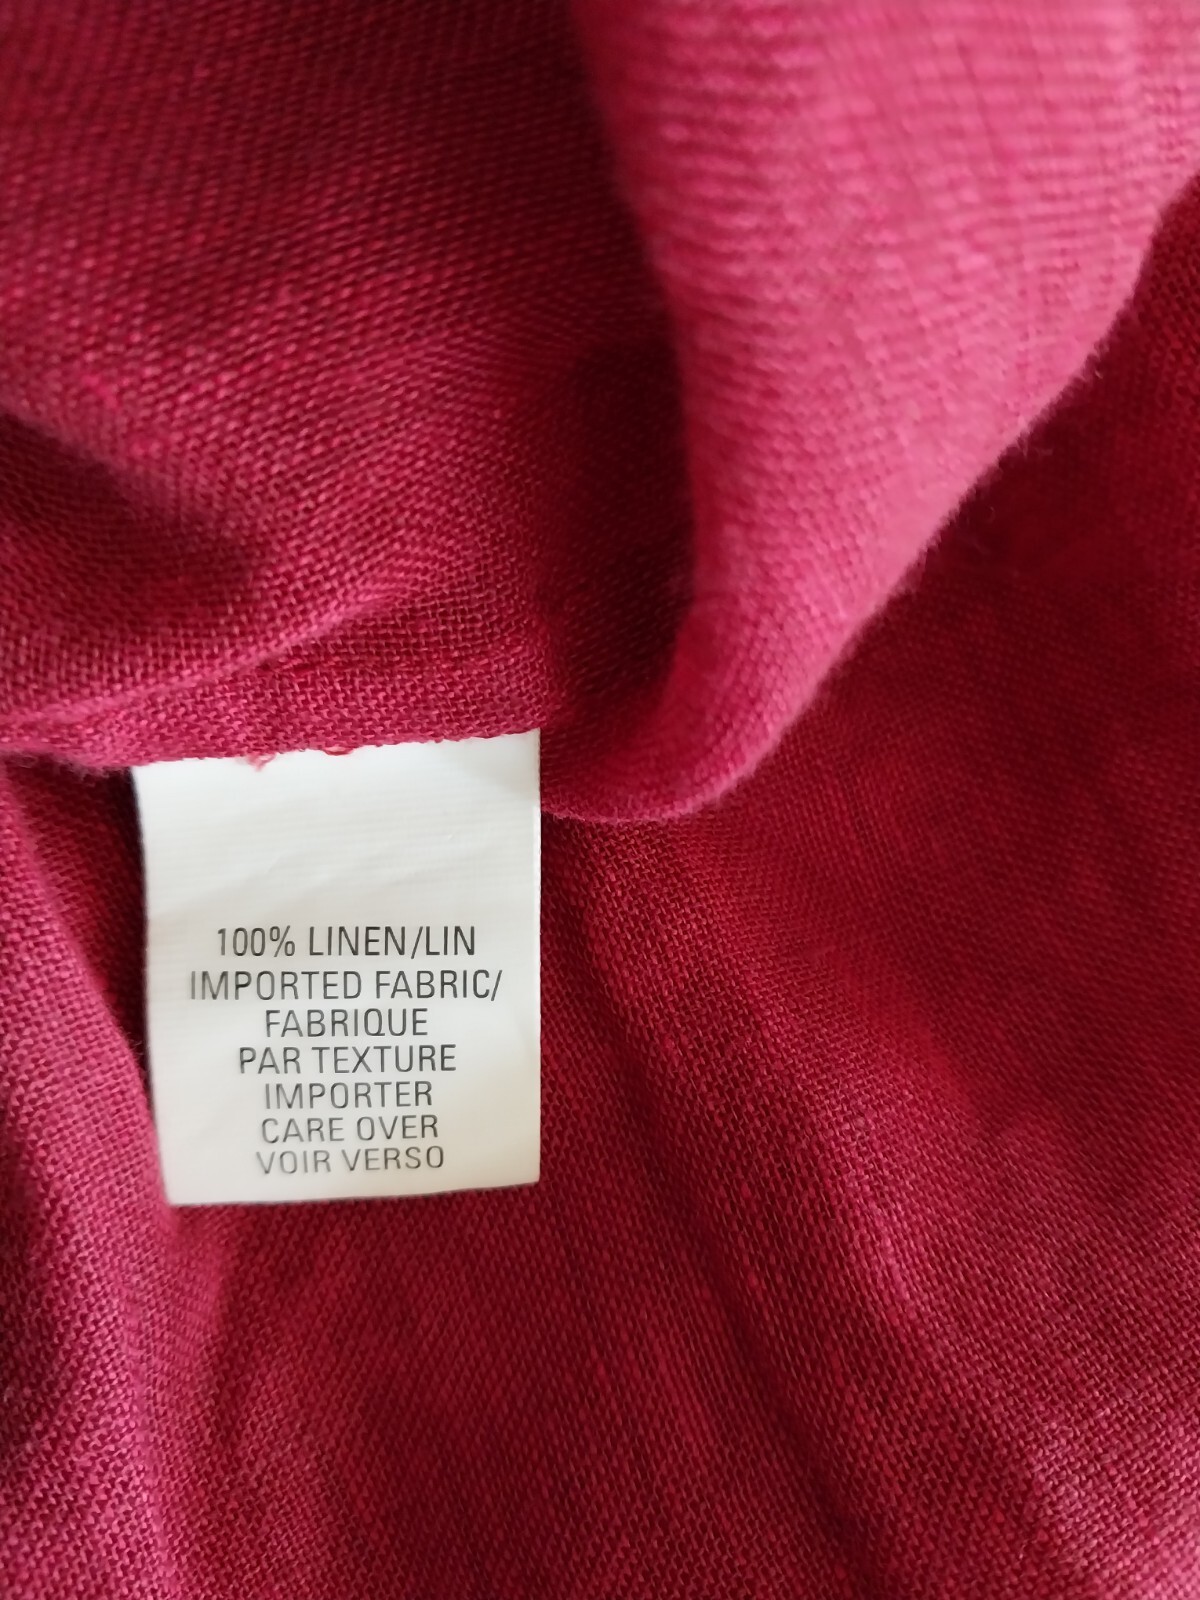 100% LINEN/LIN
IMPORTED FABRIC/
FABRIQUE
PAR TEXTURE
IMPORTER
CARE OVER
VOIR VERSO